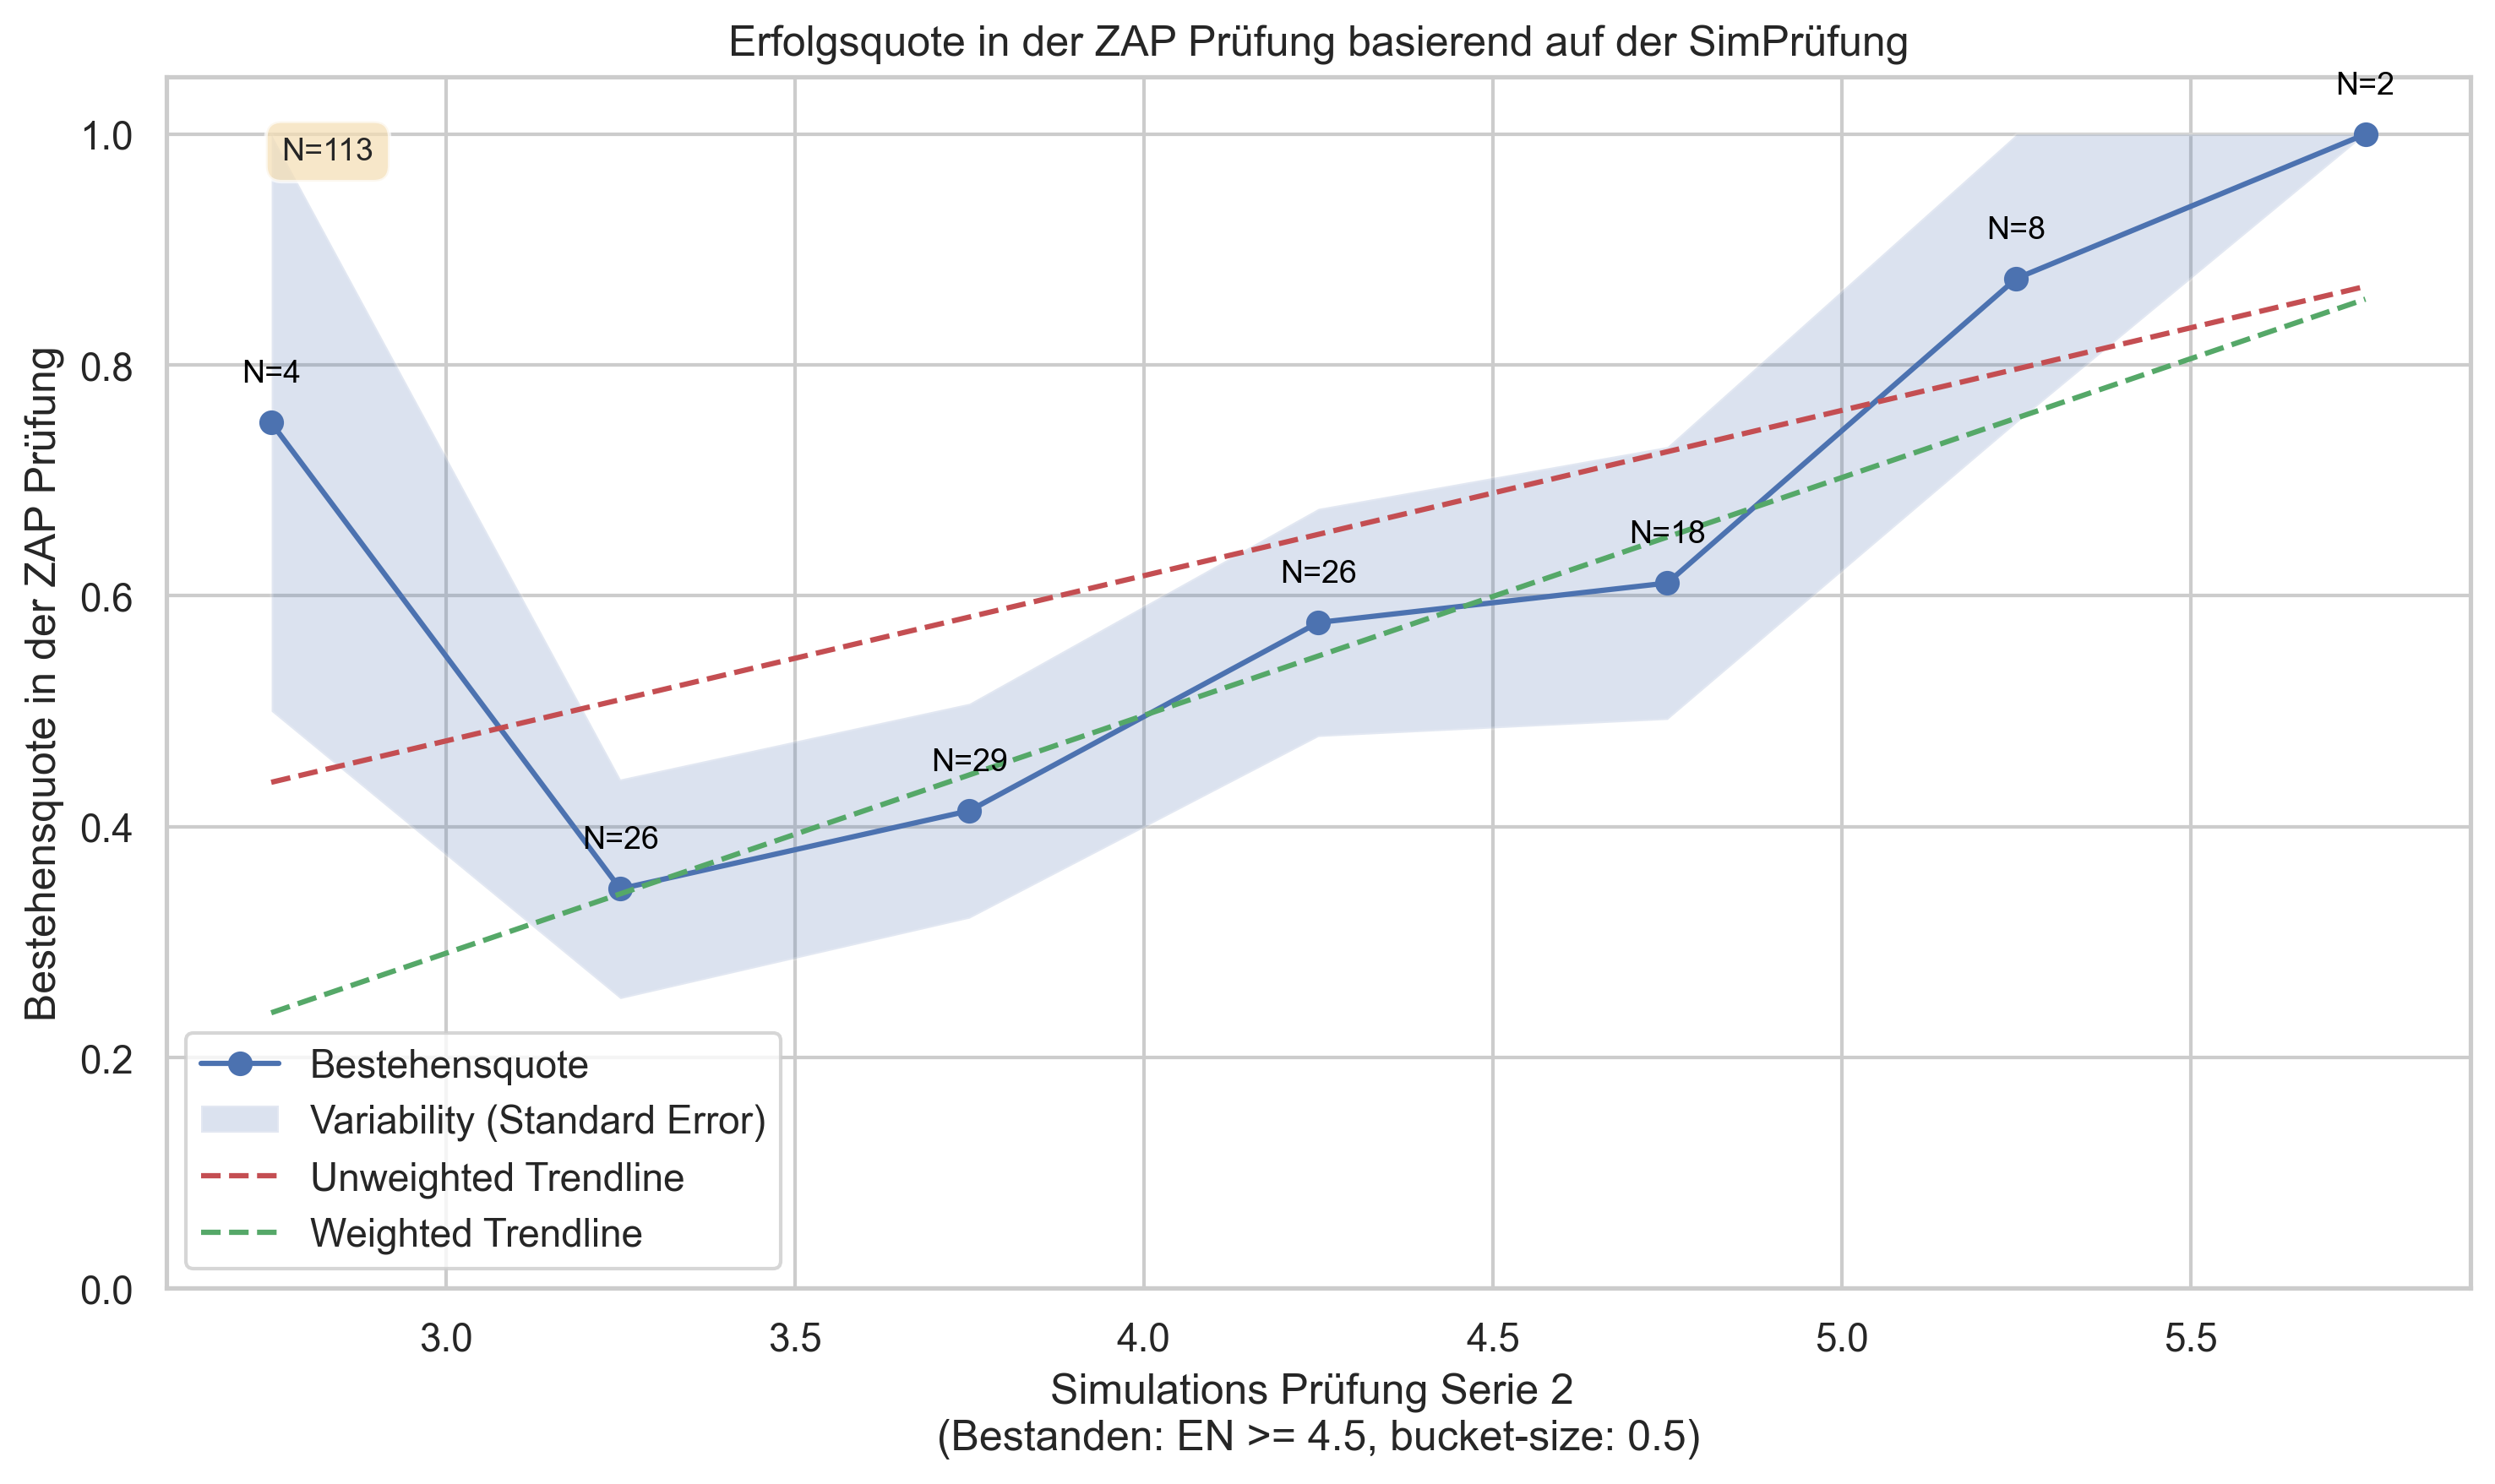 Erfolgsquote in der ZAP Prüfung basierend auf der SimPrüfung
Bestehensquote in der ZAP Prüfung
1.0
0.8
0.6
0.4
0.2
0.0
N=113
N=4
N=26
N=29
N=26
N=18
N=8
N=2
Bestehensquote
Variability (Standard Error)
Unweighted Trendline
Weighted Trendline
3.0
3.5
4.0
4.5
5.0
5.5
Simulations Prüfung Serie 2
(Bestanden: EN >= 4.5, bucket-size: 0.5)